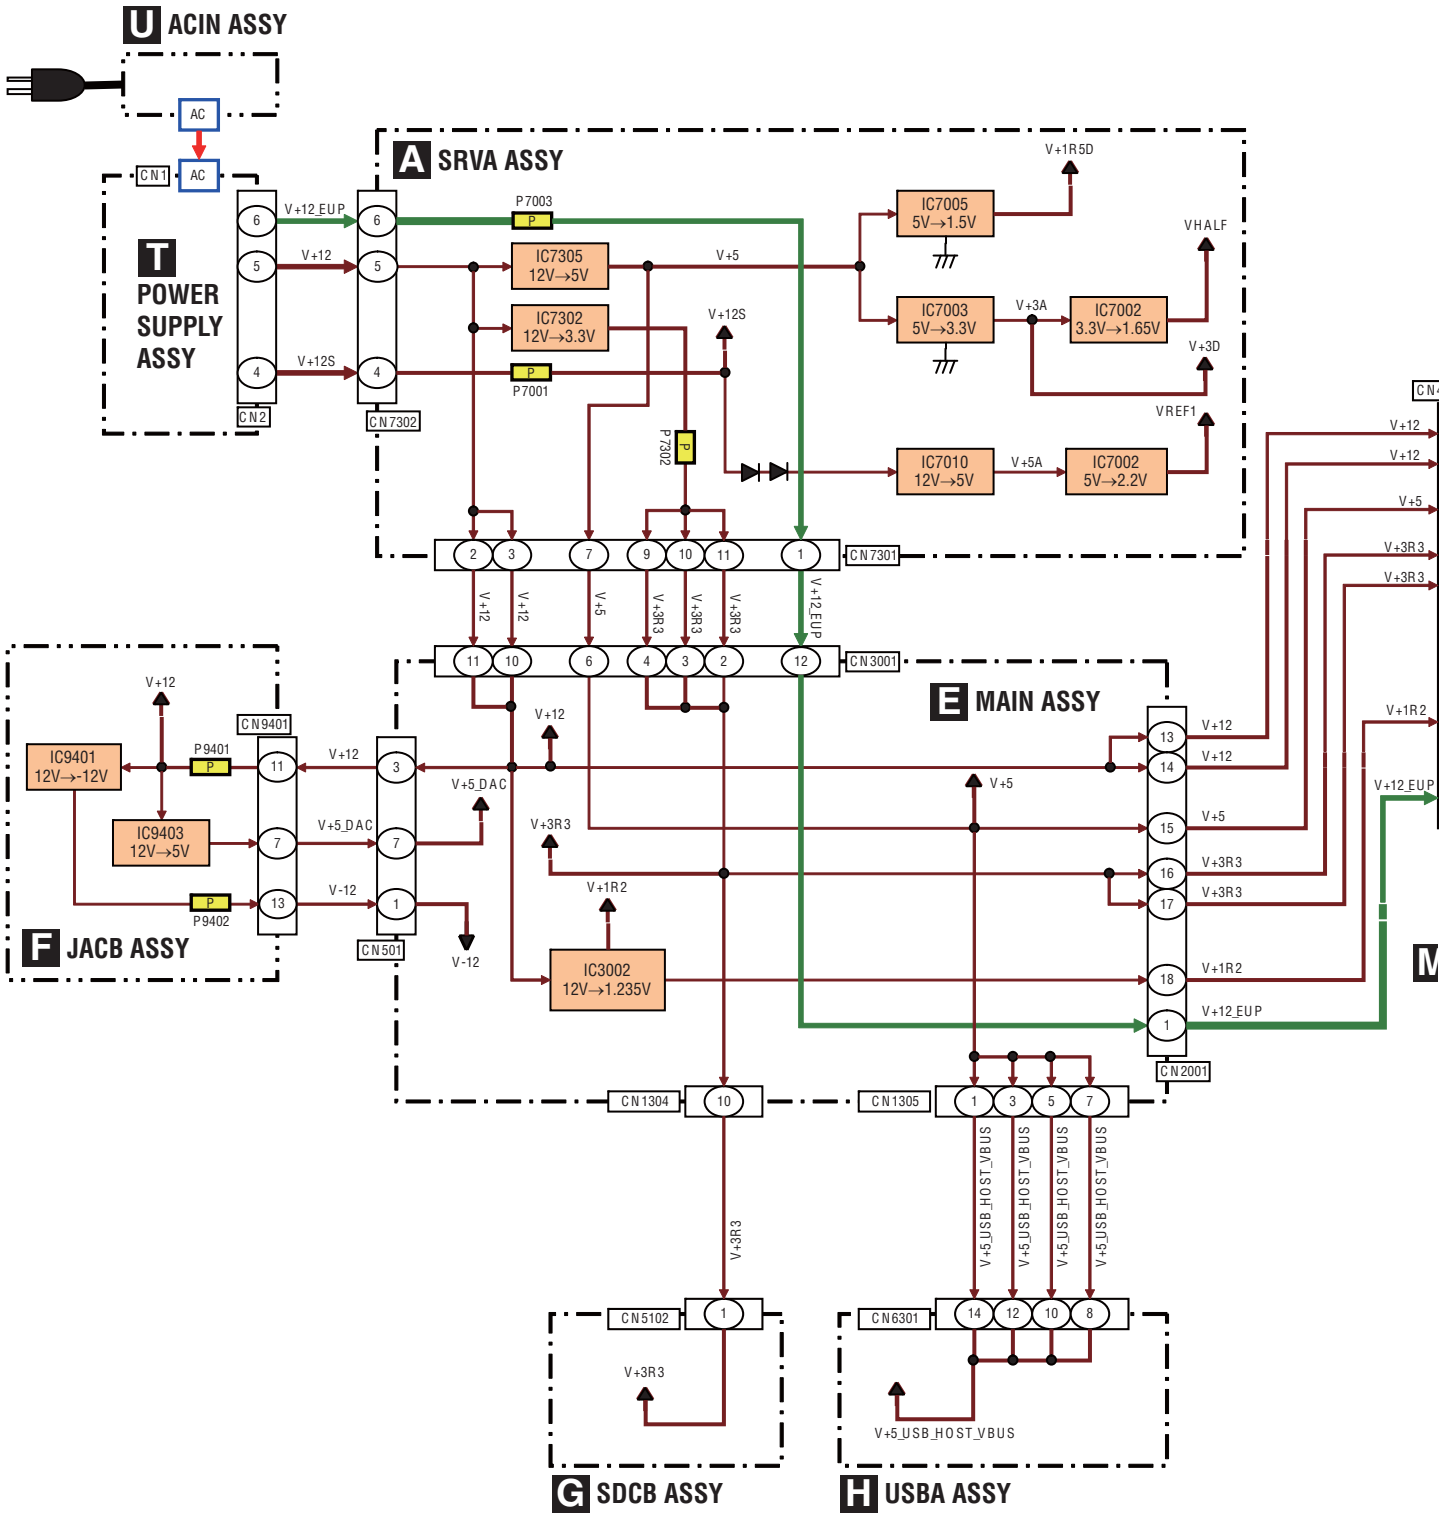 U ACIN ASSY
AC
CN1
AC
A SRVA ASSY
T
POWER
SUPPLY
ASSY
6
5
4
CN2
V+12_EUP
V+12
V+12S
6
5
4
CN7302
P7003
P
IC7305
12V→5V
IC7302
12V→3.3V
P
P7001
V+5
V+12S
P7302
P
V+1R5D
IC7005
5V→1.5V
VHALF
IC7003
5V→3.3V
V+3A
IC7002
3.3V→1.65V
V+3D
VREF1
IC7010
12V→5V
V+5A
IC7002
5V→2.2V
2
3
7
9
10
11
1
CN7301
V+12
V+12
V+5
V+3R3
V+3R3
V+3R3
V+12_EUP
11
10
6
4
3
2
12
CN3001
E MAIN ASSY
V+12
CN9401
IC9401
12V→-12V
P9401
P
11
V+12
3
IC9403
12V→5V
7
V+5_DAC
7
V+5_DAC
P
P9402
13
V-12
1
V-12
CN501
F JACB ASSY
V+12
V+5
V+3R3
V+1R2
IC3002
12V→1.235V
13
14
15
16
17
18
1
CN2001
V+12
V+12
V+5
V+3R3
V+3R3
V+1R2
V+12_EUP
CN4
V+12
V+12
V+5
V+3R3
V+3R3
V+1R2
V+12_EUP
M
CN1304
10
CN1305
1
3
5
7
V+3R3
V+5_USB_HOST_VBUS
V+5_USB_HOST_VBUS
V+5_USB_HOST_VBUS
V+5_USB_HOST_VBUS
CN5102
1
V+3R3
G SDCB ASSY
CN6301
14
12
10
8
V+5_USB_HOST_VBUS
H USBA ASSY